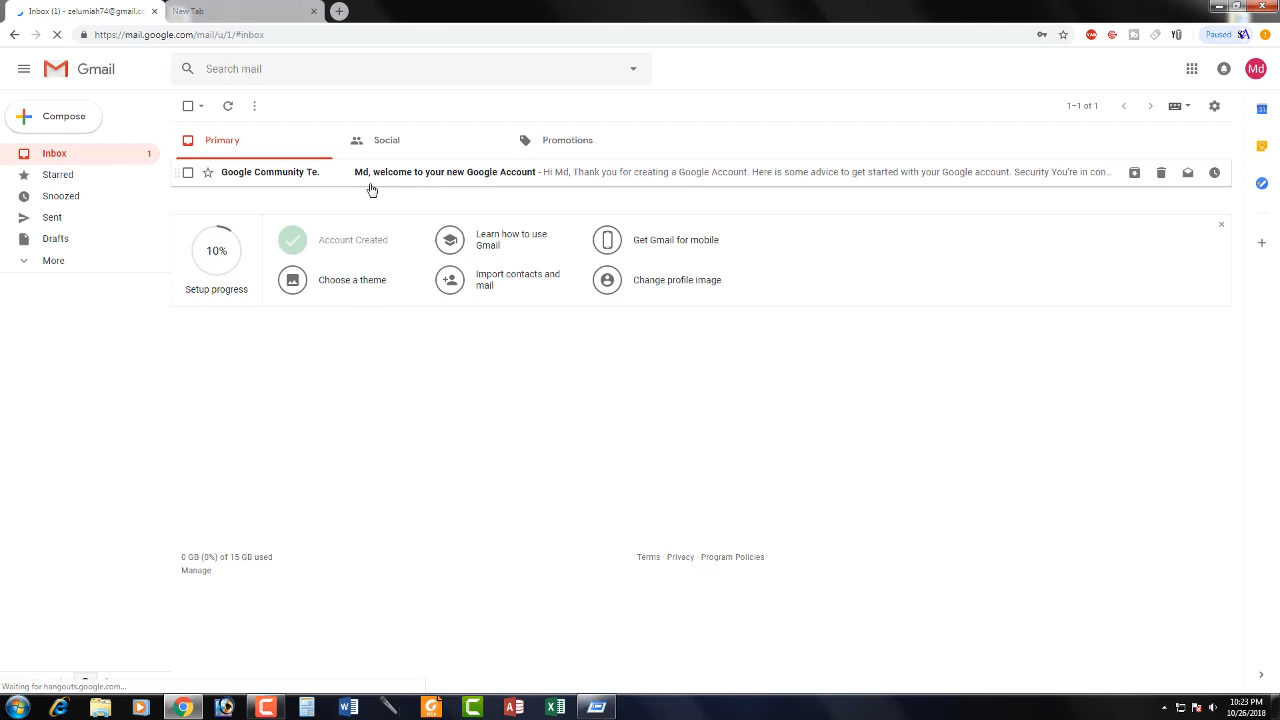 Inbox (1) - zelumiah74@gmail.cc
New Tab
https://mail.google.com/mail/u/1/#inbox
Paused
Gmail
Search mail
Md
Compose
1–1 of 1
Inbox 1
Starred
Snoozed
Sent
Drafts
More
Primary
Social
Promotions
Google Community Te. Md, welcome to your new Google Account - Hi Md, Thank you for creating a Google Account. Here is some advice to get started with your Google account. Security You're in con...
10%
Setup progress
Account Created
Learn how to use
Gmail
Get Gmail for mobile
Choose a theme
Import contacts and
mail
Change profile image
0 GB (0%) of 15 GB used
Manage
Terms · Privacy · Program Policies
Waiting for hangouts.google.com...
10:23 PM
10/26/2018